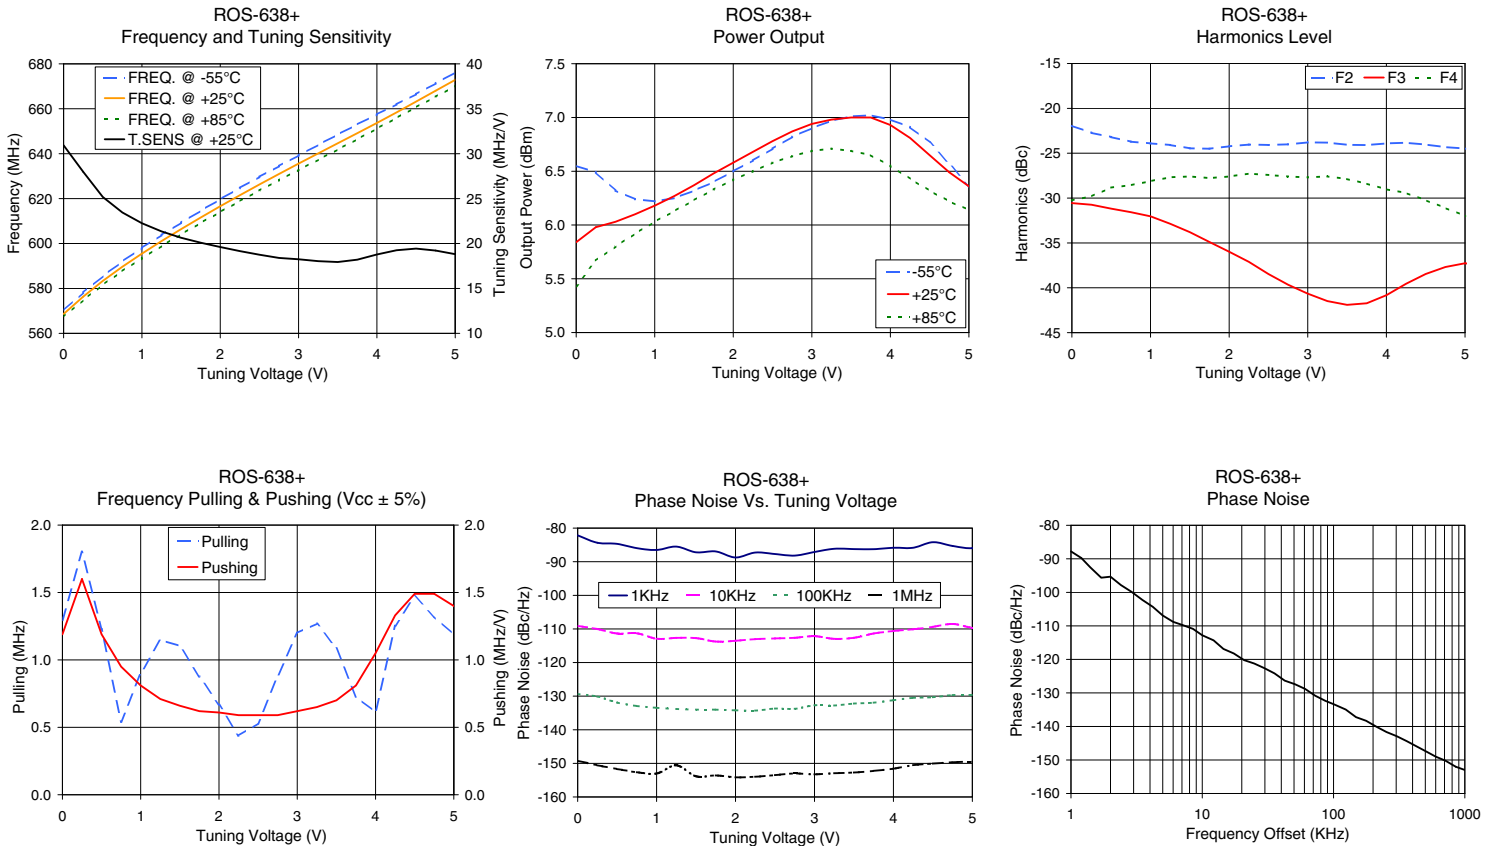 ROS-638+
Frequency and Tuning Sensitivity
680
660
640
620
600
580
560
40
35
30
25
20
15
10
FREQ. @ -55°C
FREQ. @ +25°C
FREQ. @ +85°C
T.SENS @ +25°C
Frequency (MHz)
Tuning Sensitivity (MHz/V)
0 1 2 3 4 5
Tuning Voltage (V)
ROS-638+
Power Output
7.5
7.0
6.5
6.0
5.5
5.0
Output Power (dBm)
-55°C
+25°C
+85°C
0 1 2 3 4 5
Tuning Voltage (V)
ROS-638+
Harmonics Level
-15
-20
-25
-30
-35
-40
-45
F2 F3 F4
Harmonics (dBc)
0 1 2 3 4 5
Tuning Voltage (V)
ROS-638+
Frequency Pulling & Pushing (Vcc ± 5%)
2.0
1.5
1.0
0.5
0.0
2.0
1.5
1.0
0.5
0.0
Pulling
Pushing
Pulling (MHz)
Pushing (MHz/V)
0 1 2 3 4 5
Tuning Voltage (V)
ROS-638+
Phase Noise Vs. Tuning Voltage
-80
-90
-100
-110
-120
-130
-140
-150
-160
1KHz 10KHz 100KHz 1MHz
Phase Noise (dBc/Hz)
0 1 2 3 4 5
Tuning Voltage (V)
ROS-638+
Phase Noise
-80
-90
-100
-110
-120
-130
-140
-150
-160
Phase Noise (dBc/Hz)
1 10 100 1000
Frequency Offset (KHz)